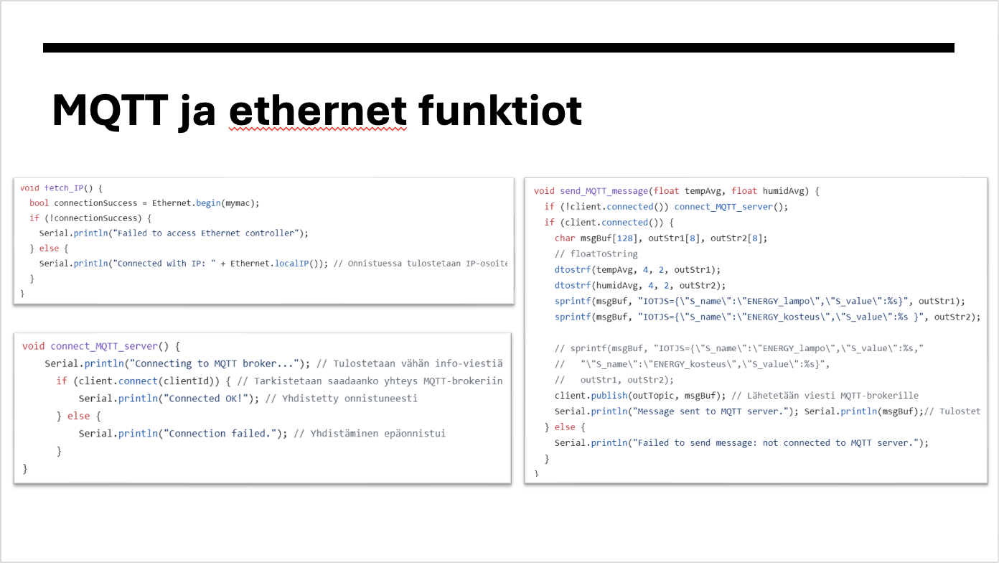 MQTT ja ethernet funktiot
void fetch_IP() {
bool connectionSuccess = Ethernet.begin(mymac);
if (!connectionSuccess) {
Serial.println("Failed to access Ethernet controller");
} else {
Serial.println("Connected with IP: " + Ethernet.localIP()); // Onnistuessa tulostetaan IP-osoite
}
}
void connect_MQTT_server() {
Serial.println("Connecting to MQTT broker..."); // Tulostetaan vähän info-viestiä
if (client.connect(clientId)) { // Tarkistetaan saadaanko yhteys MQTT-brokeriin
Serial.println("Connected OK!"); // Yhdistetty onnistuneesti
} else {
Serial.println("Connection failed."); // Yhdistäminen epäonnistui
}
}
void send_MQTT_message(float tempAvg, float humidAvg) {
if (!client.connected()) connect_MQTT_server();
if (client.connected()) {
char msgBuf[128], outStr1[8], outStr2[8];
// floatToString
dtostrf(tempAvg, 4, 2, outStr1);
dtostrf(humidAvg, 4, 2, outStr2);
sprintf(msgBuf, "IOTJS={\"S_name\":\"ENERGY_lampo\",\"S_value\":%s}", outStr1);
sprintf(msgBuf, "IOTJS={\"S_name\":\"ENERGY_kosteus\",\"S_value\":%s }", outStr2);
// sprintf(msgBuf, "IOTJS={\"S_name\":\"ENERGY_lampo\",\"S_value\":%s,"
// "\"S_name\":\"ENERGY_kosteus\",\"S_value\":%s}",
// outStr1, outStr2);
client.publish(outTopic, msgBuf); // Lähetetään viesti MQTT-brokerille
Serial.println("Message sent to MQTT server."); Serial.println(msgBuf);// Tulostet
} else {
Serial.println("Failed to send message: not connected to MQTT server.");
}
}